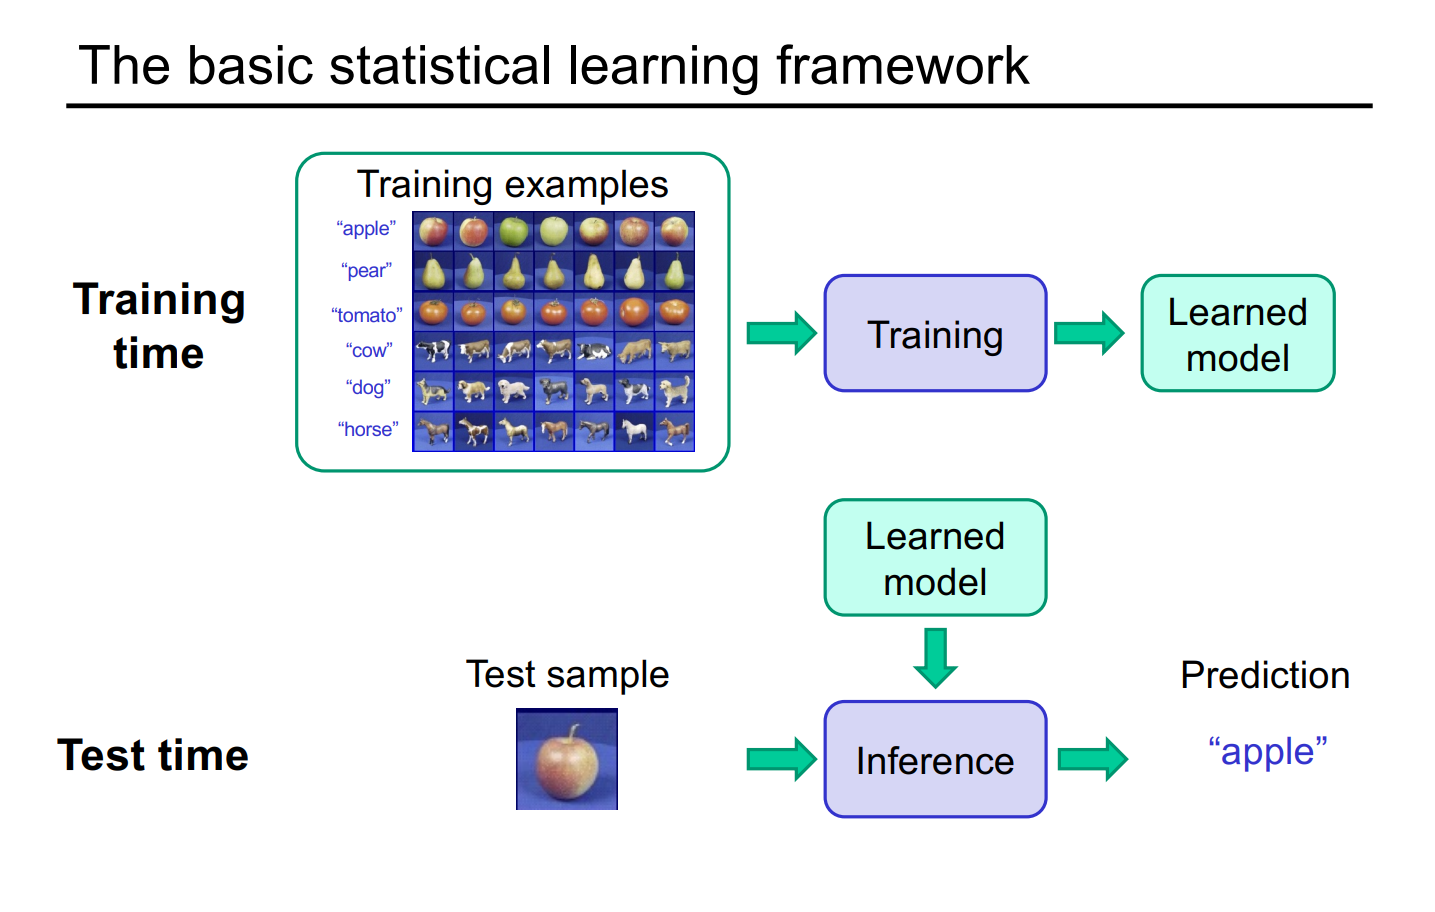 The basic statistical learning framework
Training examples
“apple”
“pear”
“tomato”
“cow”
“dog”
“horse”
Training
time
Training
Learned
model
Learned
model
Test sample
Prediction
Test time
Inference
“apple”